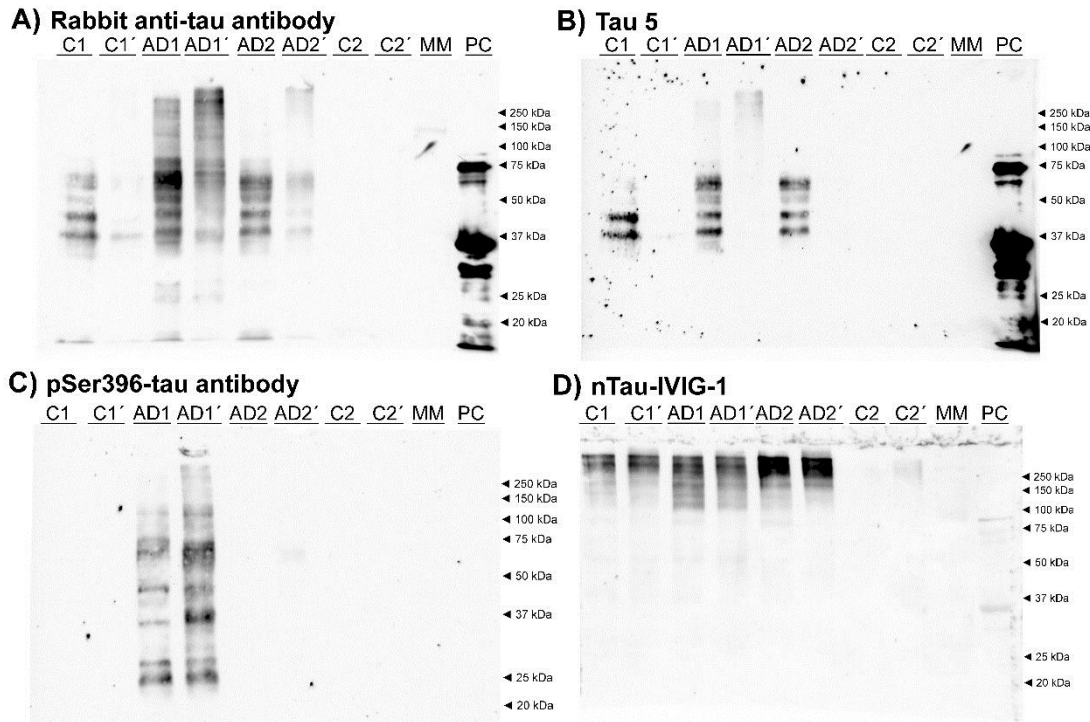 A) Rabbit anti-tau antibody
C1 C1´ AD1 AD1´ AD2 AD2´ C2 C2´ MM PC
◄ 250 kDa
◄ 150 kDa
◄ 100 kDa
◄ 75 kDa
◄ 50 kDa
◄ 37 kDa
◄ 25 kDa
◄ 20 kDa
B) Tau 5
C1 C1´ AD1 AD1´ AD2 AD2´ C2 C2´ MM PC
◄ 250 kDa
◄ 150 kDa
◄ 100 kDa
◄ 75 kDa
◄ 50 kDa
◄ 37 kDa
◄ 25 kDa
◄ 20 kDa
C) pSer396-tau antibody
C1 C1´ AD1 AD1´ AD2 AD2´ C2 C2´ MM PC
◄ 250 kDa
◄ 150 kDa
◄ 100 kDa
◄ 75 kDa
◄ 50 kDa
◄ 37 kDa
◄ 25 kDa
◄ 20 kDa
D) nTau-IVIG-1
C1 C1´ AD1 AD1´ AD2 AD2´ C2 C2´ MM PC
◄ 250 kDa
◄ 150 kDa
◄ 100 kDa
◄ 75 kDa
◄ 50 kDa
◄ 37 kDa
◄ 25 kDa
◄ 20 kDa